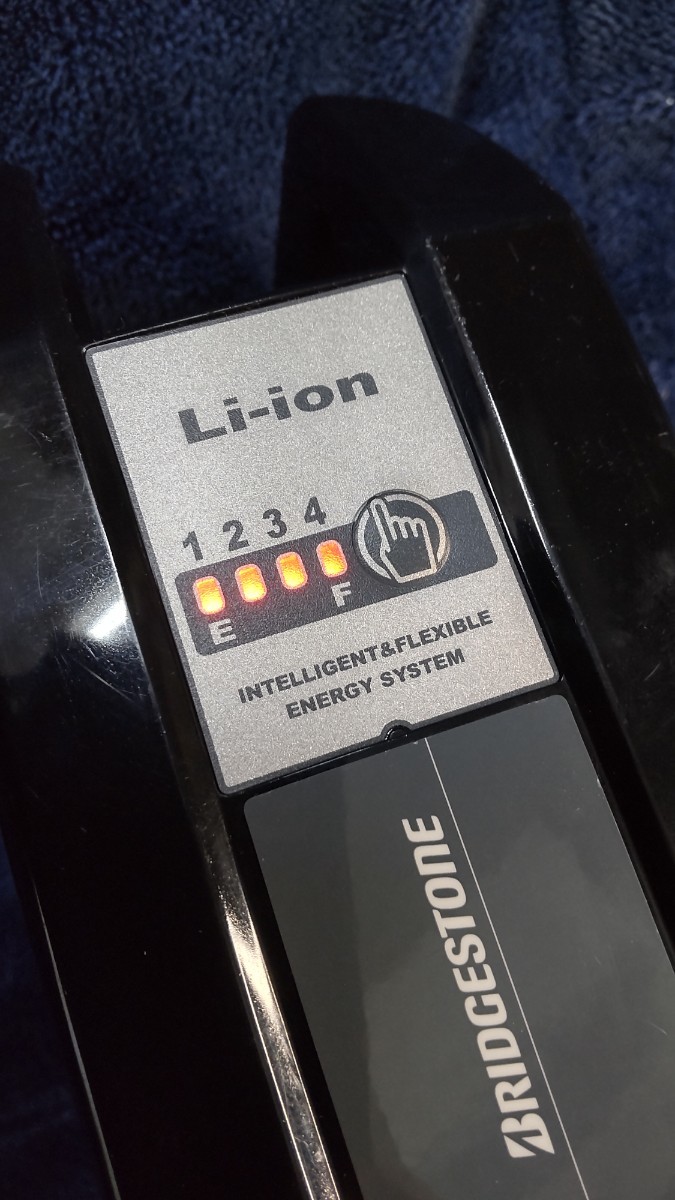 Li-ion
1 2 3 4
E F
INTELLIGENT&FLEXIBLE
ENERGY SYSTEM
BRIDGESTONE